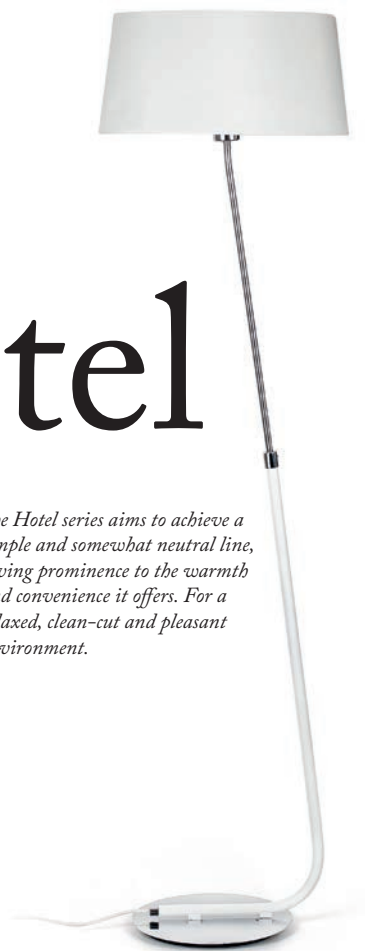 tel
e Hotel series aims to achieve a
mple and somewhat neutral line,
ving prominence to the warmth
d convenience it offers. For a
laxed, clean-cut and pleasant
vironment.